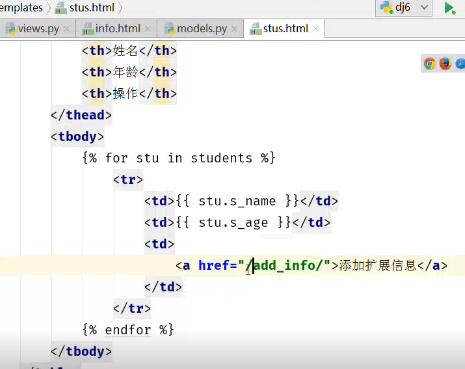 emplates
stus.html
dj6
views.py
info.html
models.py
stus.html
<th>姓名</th>
<th>年龄</th>
<th>操作</th>
</thead>
<tbody>
{% for stu in students %}
<tr>
<td>{{ stu.s_name }}</td>
<td>{{ stu.s_age }}</td>
<td>
<a href="/add_info/">添加扩展信息</a>
</td>
</tr>
{% endfor %}
</tbody>